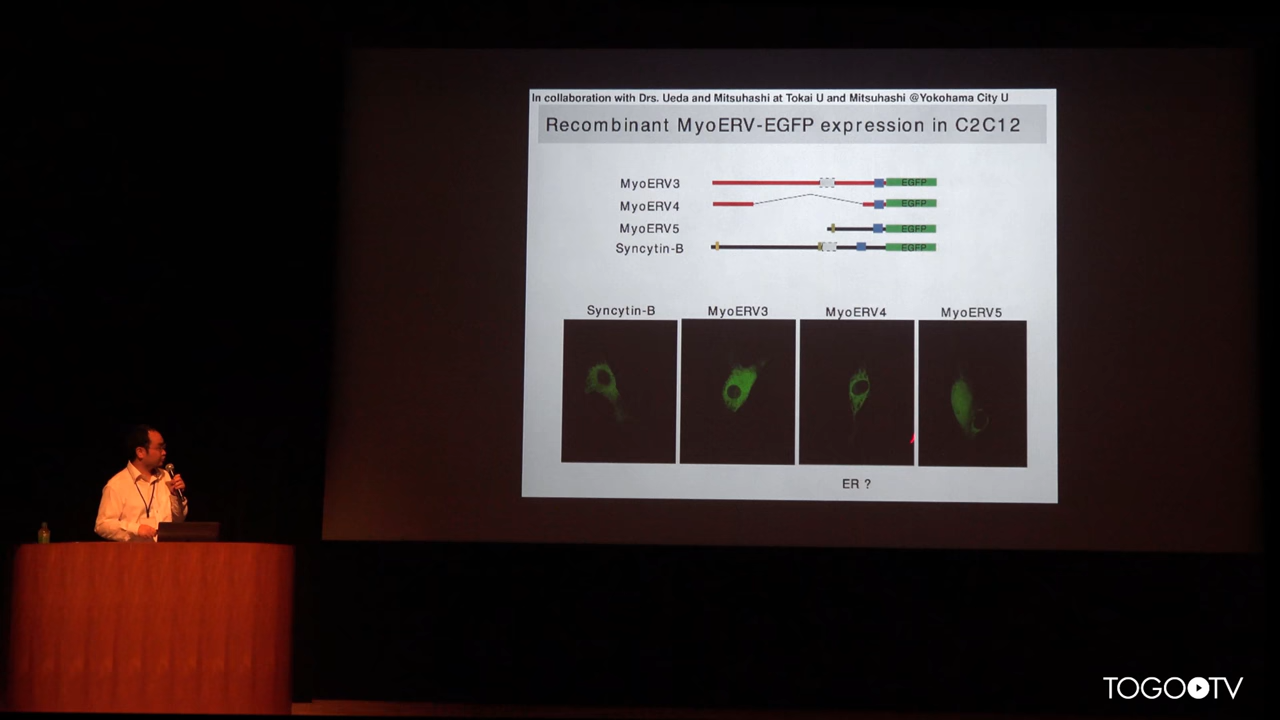 In collaboration with Drs. Ueda and Mitsuhashi at Tokai U and Mitsuhashi @Yokohama City U
Recombinant MyoERV-EGFP expression in C2C12
MyoERV3
EGFP
MyoERV4
EGFP
MyoERV5
EGFP
Syncytin-B
EGFP
Syncytin-B
MyoERV3
MyoERV4
MyoERV5
ER ?
TOGOTV